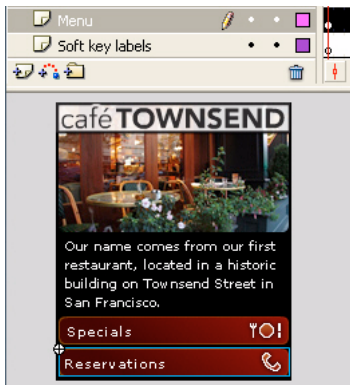 Menu
Soft key labels
café TOWNSEND
Our name comes from our first
restaurant, located in a historic
building on Townsend Street in
San Francisco.
Specials
Reservations